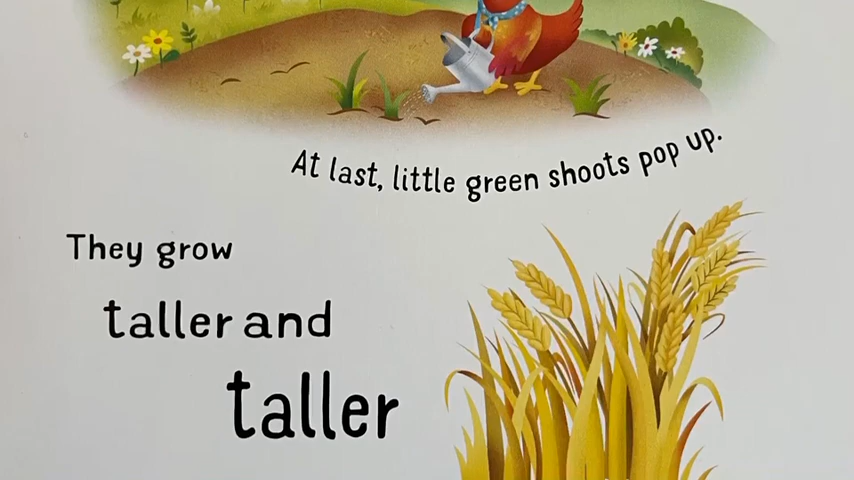 At last, little green shoots pop up.
They grow
taller and
taller